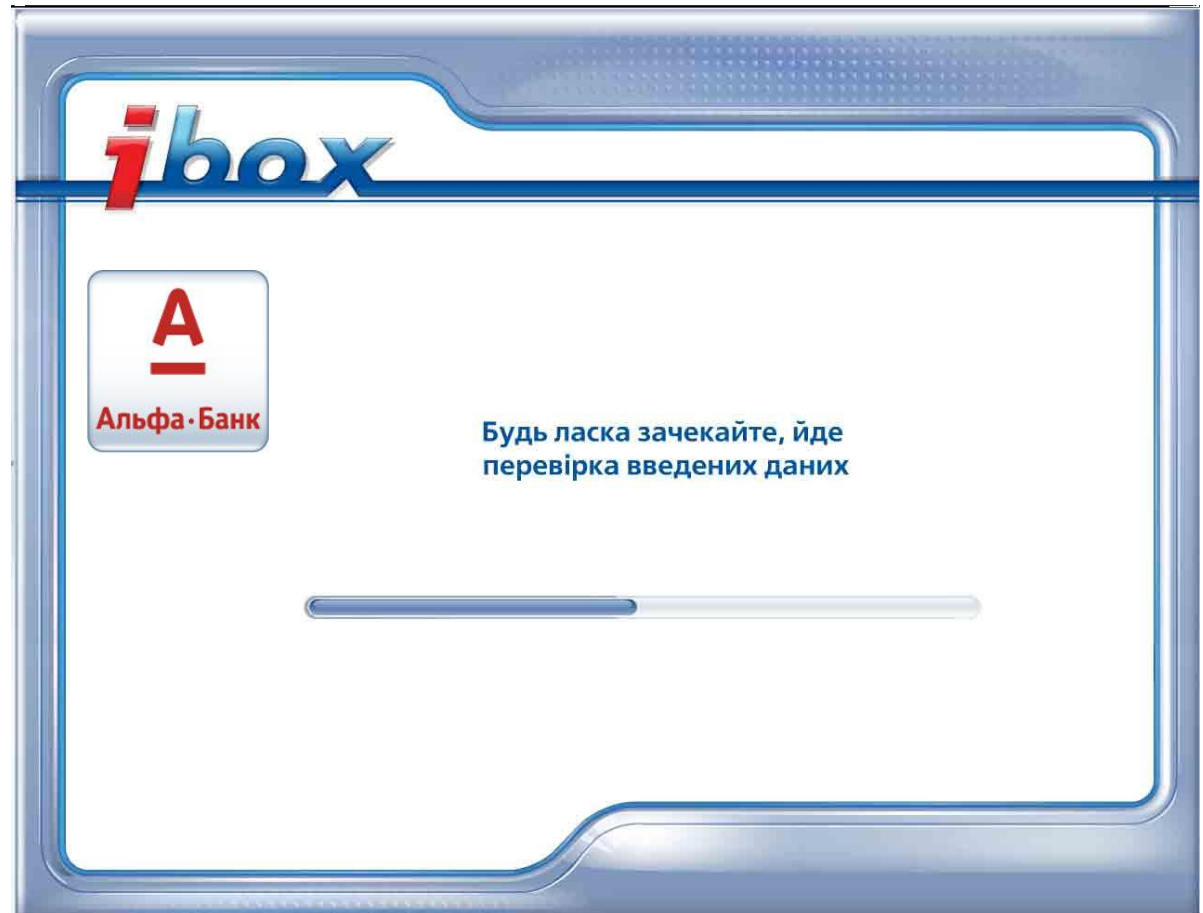 ibox
А
Альфа·Банк
Будь ласка зачекайте, йде
перевірка введених даних